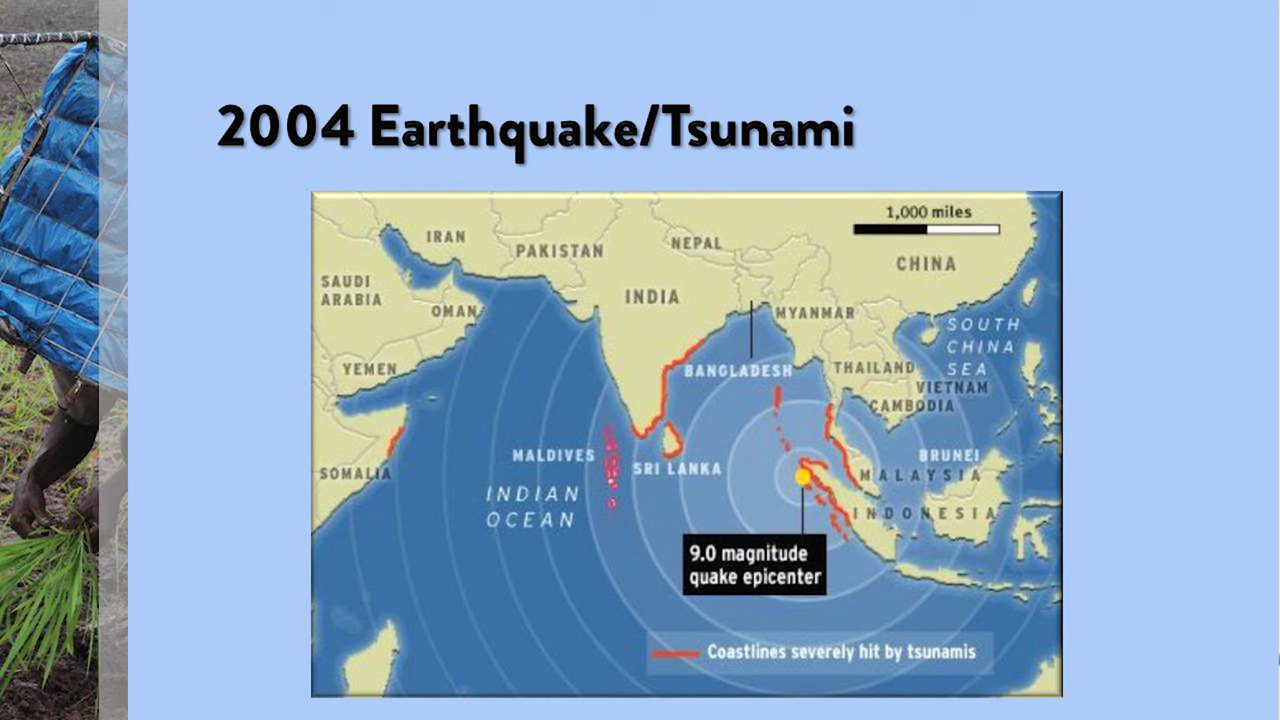 2004 Earthquake/Tsunami
1,000 miles
IRAN
PAKISTAN
NEPAL
CHINA
SAUDI
ARABIA
INDIA
OMAN
MYANMAR
SOUTH
CHINA
SEA
YEMEN
BANGLADESH
THAILAND
VIETNAM
CAMBODIA
MALDIVES
SRI LANKA
BRUNEI
SOMALIA
MALAYSIA
INDIAN
OCEAN
INDONESIA
9.0 magnitude
quake epicenter
Coastlines severely hit by tsunamis